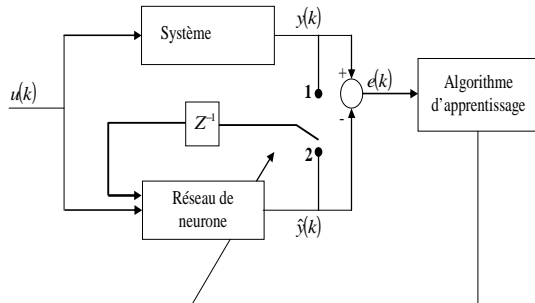 Système
y(k)
u(k)
1
+
-
e(k)
Algorithme
d'apprentissage
Z⁻¹
2
Réseau de
neurone
ŷ(k)